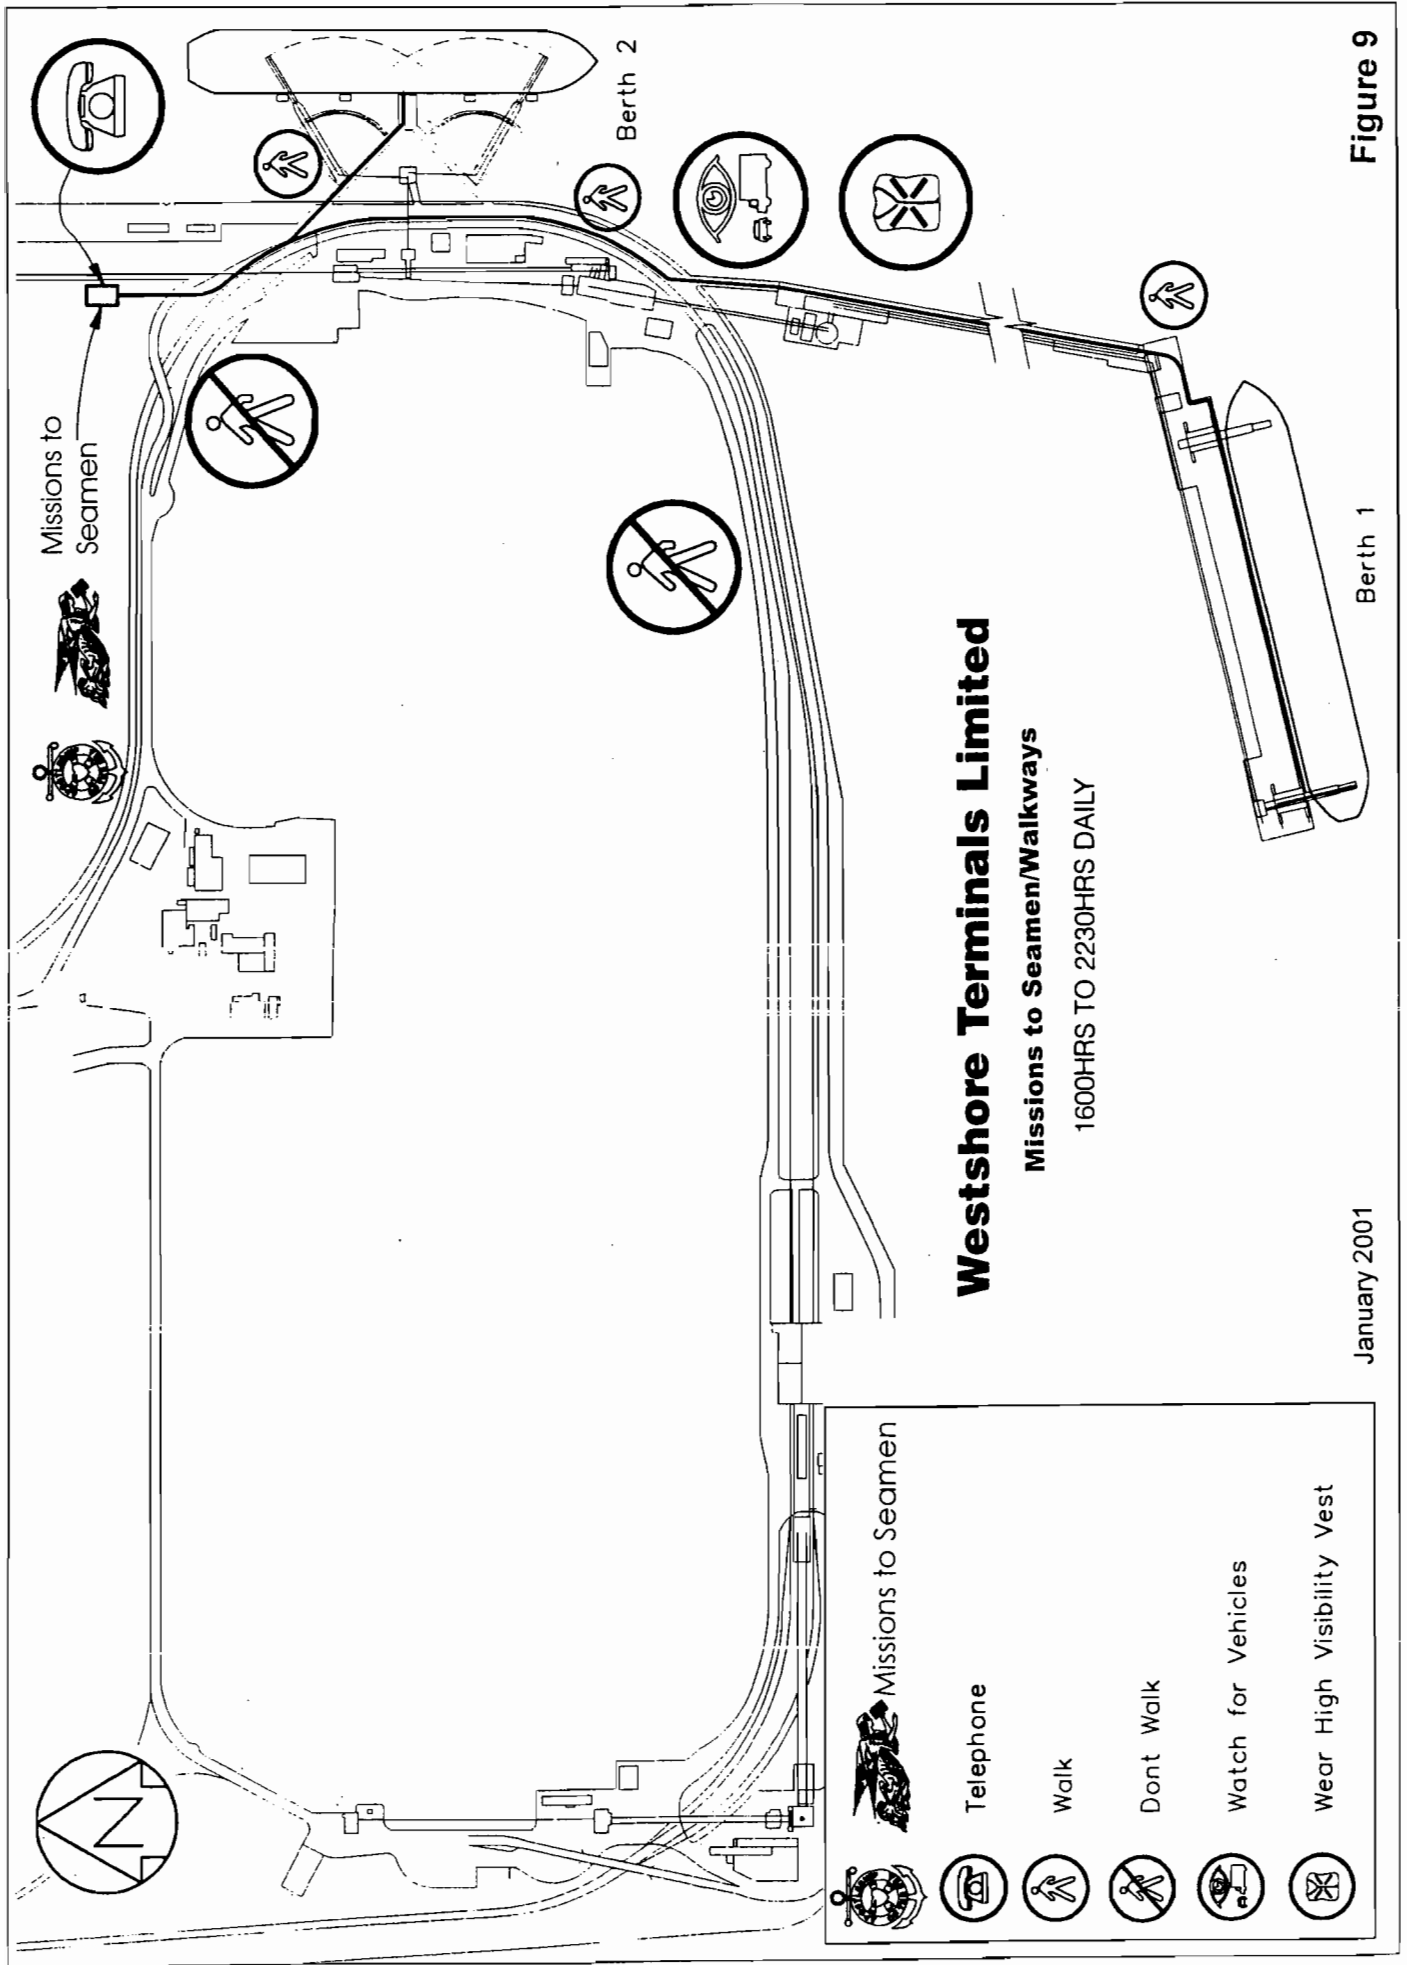 Missions to
Seamen
Berth 2
Figure 9
Berth 1
Westshore Terminals Limited
Missions to Seamen/Walkways
1600HRS TO 2230HRS DAILY
January 2001
N
Missions to Seamen
Telephone
Walk
Dont Walk
Watch for Vehicles
Wear High Visibility Vest